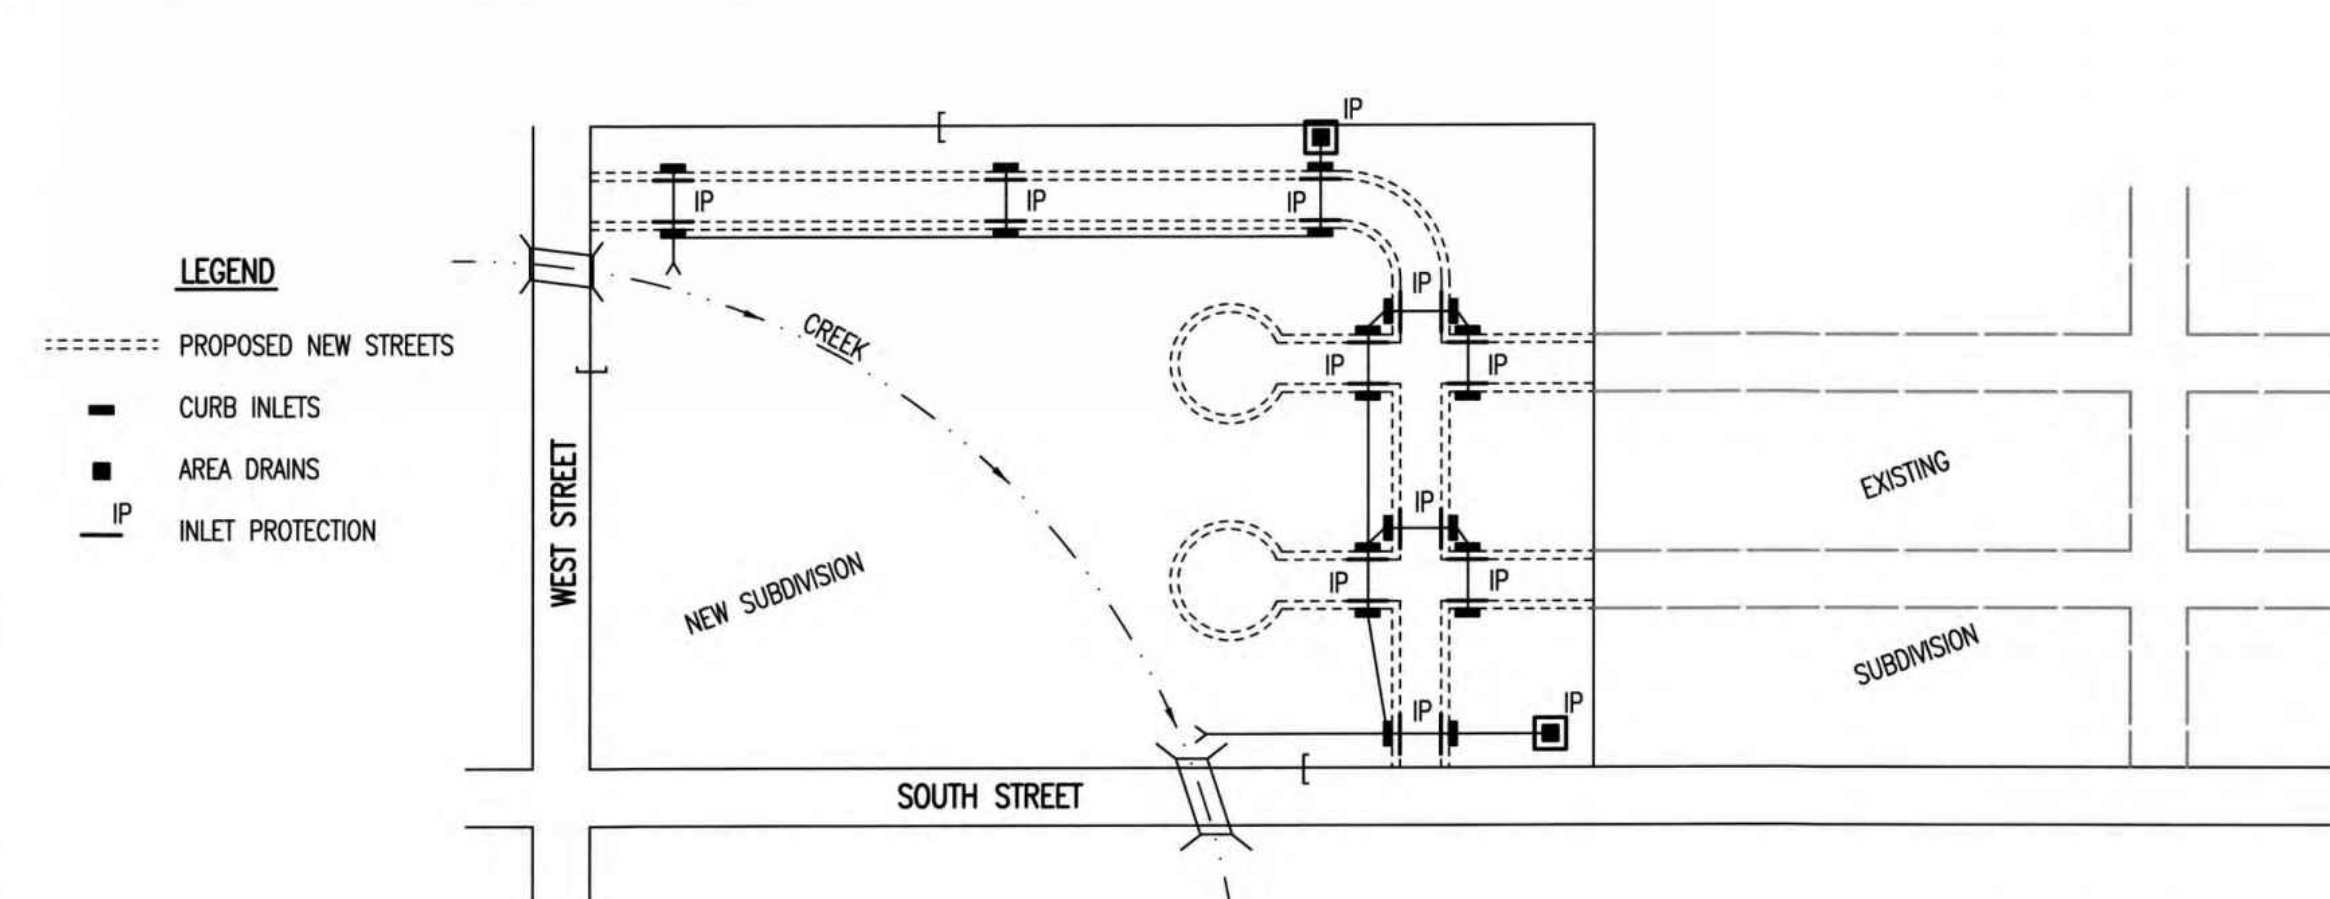 IP
IP
IP
IP
LEGEND
PROPOSED NEW STREETS
CURB INLETS
AREA DRAINS
IP
INLET PROTECTION
CREEK
IP
IP
IP
WEST STREET
NEW SUBDIVISION
EXISTING
IP
IP
IP
SUBDIVISION
IP
IP
SOUTH STREET